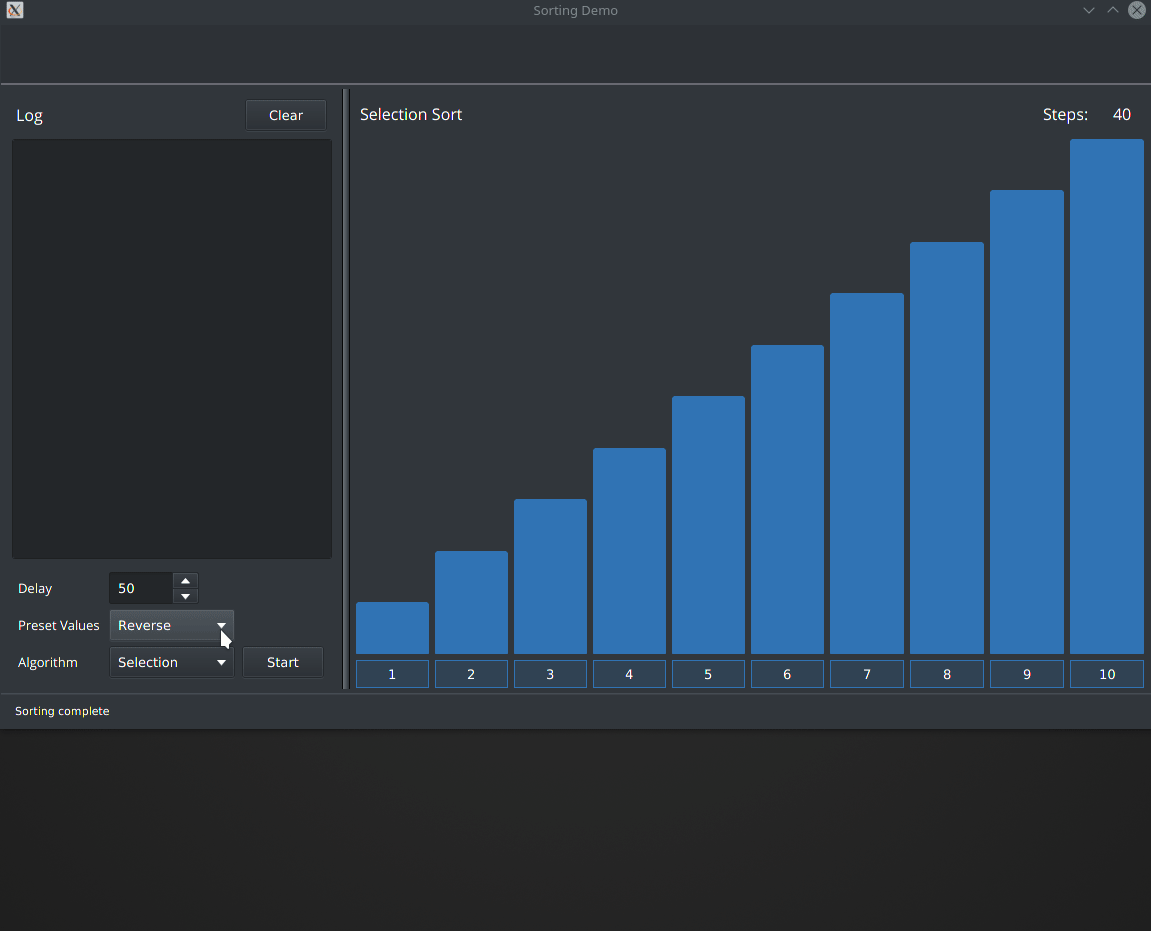 Sorting Demo
Log
Clear
Selection Sort
Steps: 40
Delay
50
Preset Values
Reverse
Algorithm
Selection
Start
1 2 3 4 5 6 7 8 9 10
Sorting complete